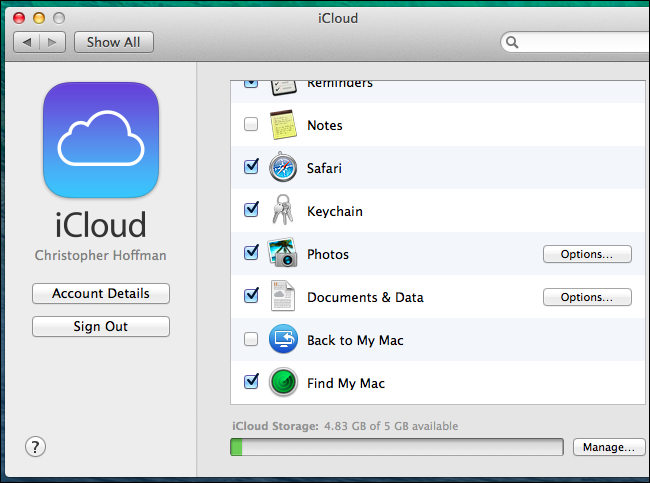 iCloud
Show All
Reminders
Notes
Safari
Keychain
Photos
Options...
Documents & Data
Options...
Back to My Mac
Find My Mac
iCloud
Christopher Hoffman
Account Details
Sign Out
iCloud Storage: 4.83 GB of 5 GB available
?
Manage...